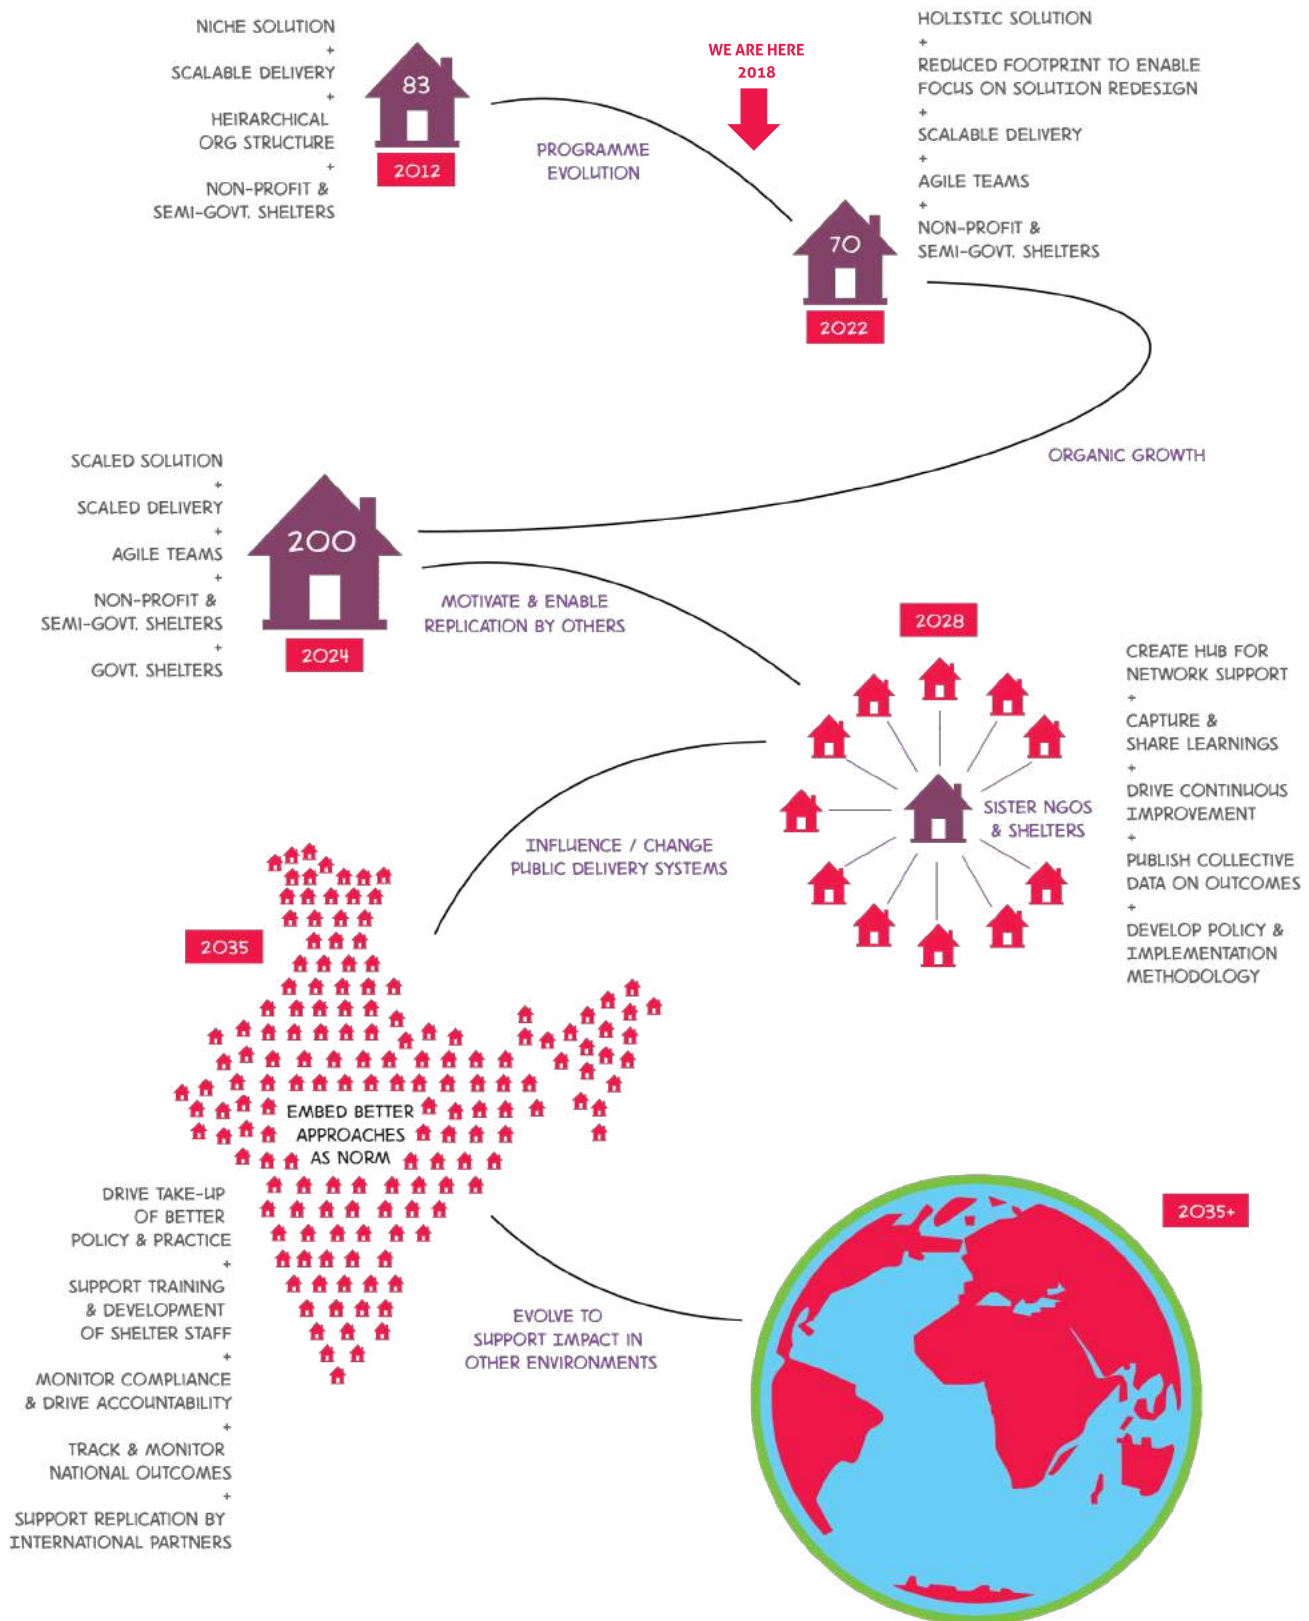 NICHE SOLUTION
+
SCALABLE DELIVERY
+
HEIRARCHICAL
ORG STRUCTURE
+
NON-PROFIT &
SEMI-GOVT. SHELTERS
83
2012
PROGRAMME
EVOLUTION
WE ARE HERE
2018
70
2022
HOLISTIC SOLUTION
+
REDUCED FOOTPRINT TO ENABLE
FOCUS ON SOLUTION REDESIGN
+
SCALABLE DELIVERY
+
AGILE TEAMS
+
NON-PROFIT &
SEMI-GOVT. SHELTERS
ORGANIC GROWTH
SCALED SOLUTION
+
SCALED DELIVERY
+
AGILE TEAMS
+
NON-PROFIT &
SEMI-GOVT. SHELTERS
+
GOVT. SHELTERS
200
2024
MOTIVATE & ENABLE
REPLICATION BY OTHERS
2028
SISTER NGOS
& SHELTERS
CREATE HUB FOR
NETWORK SUPPORT
+
CAPTURE &
SHARE LEARNINGS
+
DRIVE CONTINUOUS
IMPROVEMENT
+
PUBLISH COLLECTIVE
DATA ON OUTCOMES
+
DEVELOP POLICY &
IMPLEMENTATION
METHODOLOGY
INFLUENCE / CHANGE
PUBLIC DELIVERY SYSTEMS
2035
EMBED BETTER
APPROACHES
AS NORM
DRIVE TAKE-UP
OF BETTER
POLICY & PRACTICE
+
SUPPORT TRAINING
& DEVELOPMENT
OF SHELTER STAFF
+
MONITOR COMPLIANCE
& DRIVE ACCOUNTABILITY
+
TRACK & MONITOR
NATIONAL OUTCOMES
+
SUPPORT REPLICATION BY
INTERNATIONAL PARTNERS
EVOLVE TO
SUPPORT IMPACT IN
OTHER ENVIRONMENTS
2035+